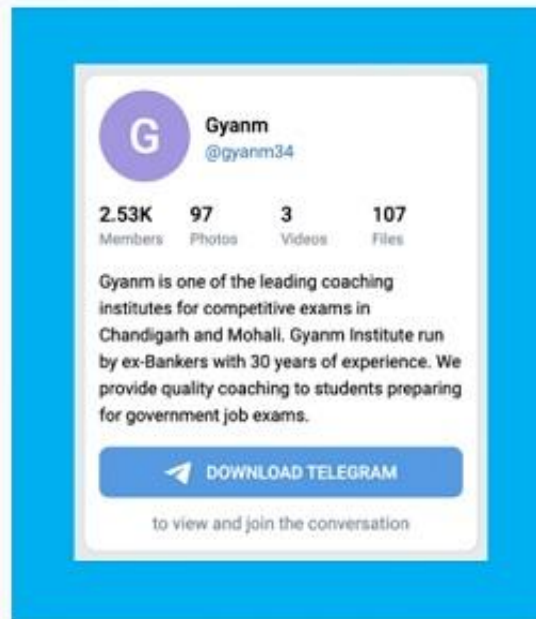 G
Gyanm
@gyanm34
2.53K 97 3 107
Members Photos Videos Files
Gyanm is one of the leading coaching
institutes for competitive exams in
Chandigarh and Mohali. Gyanm Institute run
by ex-Bankers with 30 years of experience. We
provide quality coaching to students preparing
for government job exams.
DOWNLOAD TELEGRAM
to view and join the conversation